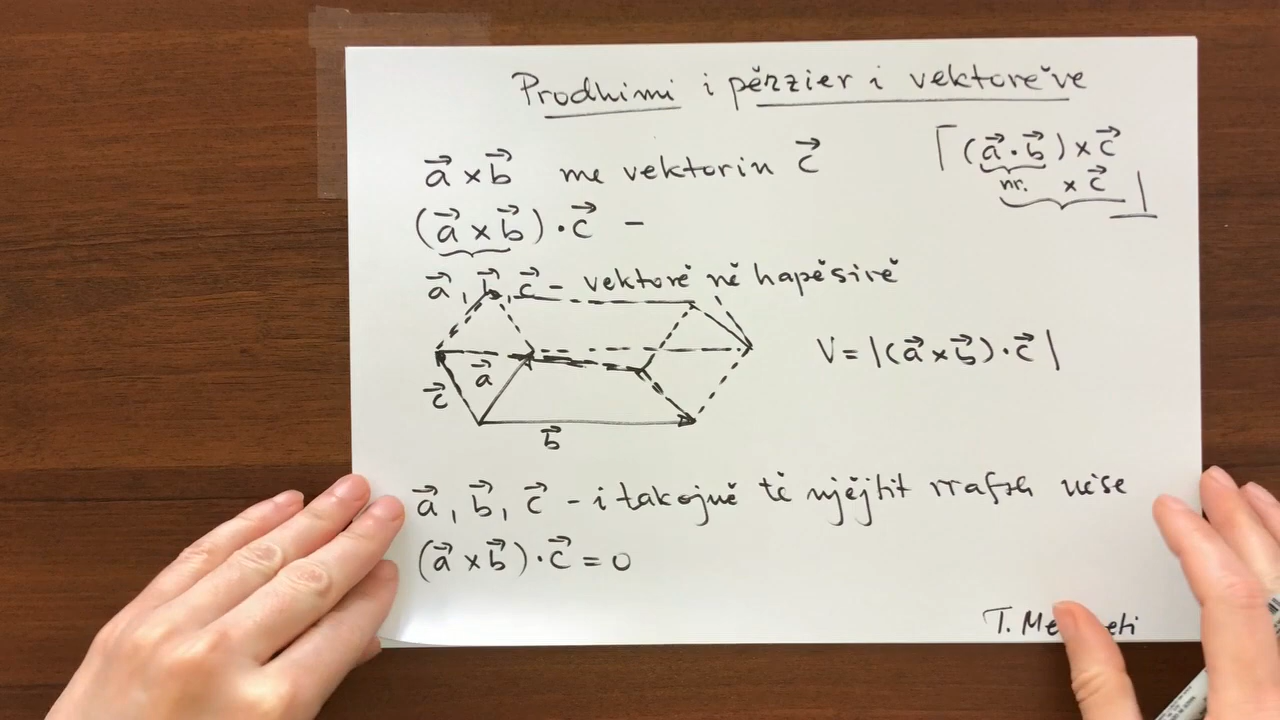 Prodhimi i përzier i vektorëve
a⃗ × b⃗ me vektorin c⃗
⌈(a⃗ · b⃗) × c⃗
nr. × c⃗ ⌋
(a⃗ × b⃗) · c⃗ –
a⃗, b⃗, c⃗ – vektorë në hapësirë
V = |(a⃗ × b⃗) · c⃗|
a⃗
c⃗
b⃗
a⃗, b⃗, c⃗ – i takojnë të njëjtit rrafsh nëse
(a⃗ × b⃗) · c⃗ = 0
T.